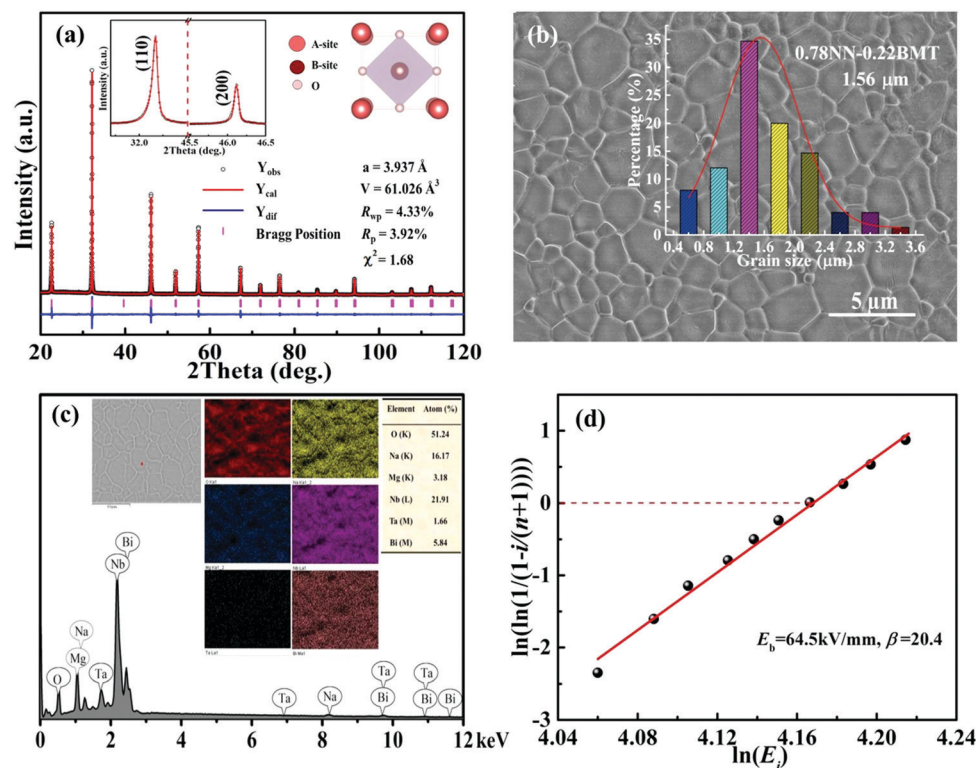 (a)
Intensity (a.u.)
Intensity (a.u.)
(110)
(200)
32.0 45.5 46.0 46.5
2Theta (deg.)
A-site
B-site
O
Yobs
Ycal
Ydif
Bragg Position
a = 3.937 Å
V = 61.026 Å³
Rwp = 4.33%
Rp = 3.92%
χ² = 1.68
20 40 60 80 100 120
2Theta (deg.)
(b)
0.78NN-0.22BMT
1.56 μm
Percentage (%)
35
30
25
20
15
10
5
0
0.4 0.8 1.2 1.6 2.0 2.4 2.8 3.2 3.6
Grain size (μm)
5 μm
(c)
Element Atom (%)
O (K) 51.24
Na (K) 16.17
Mg (K) 3.18
Nb (L) 21.91
Ta (M) 1.66
Bi (M) 5.84
Bi
Nb
Na
Mg
O
Ta
Ta
Na
Ta
Bi
Ta
Bi
Bi
0 2 4 6 8 10 12 keV
(d)
ln(ln(1/(1-i/(n+1))))
1
0
-1
-2
-3
Eb=64.5kV/mm, β=20.4
4.04 4.08 4.12 4.16 4.20 4.24
ln(Ei)